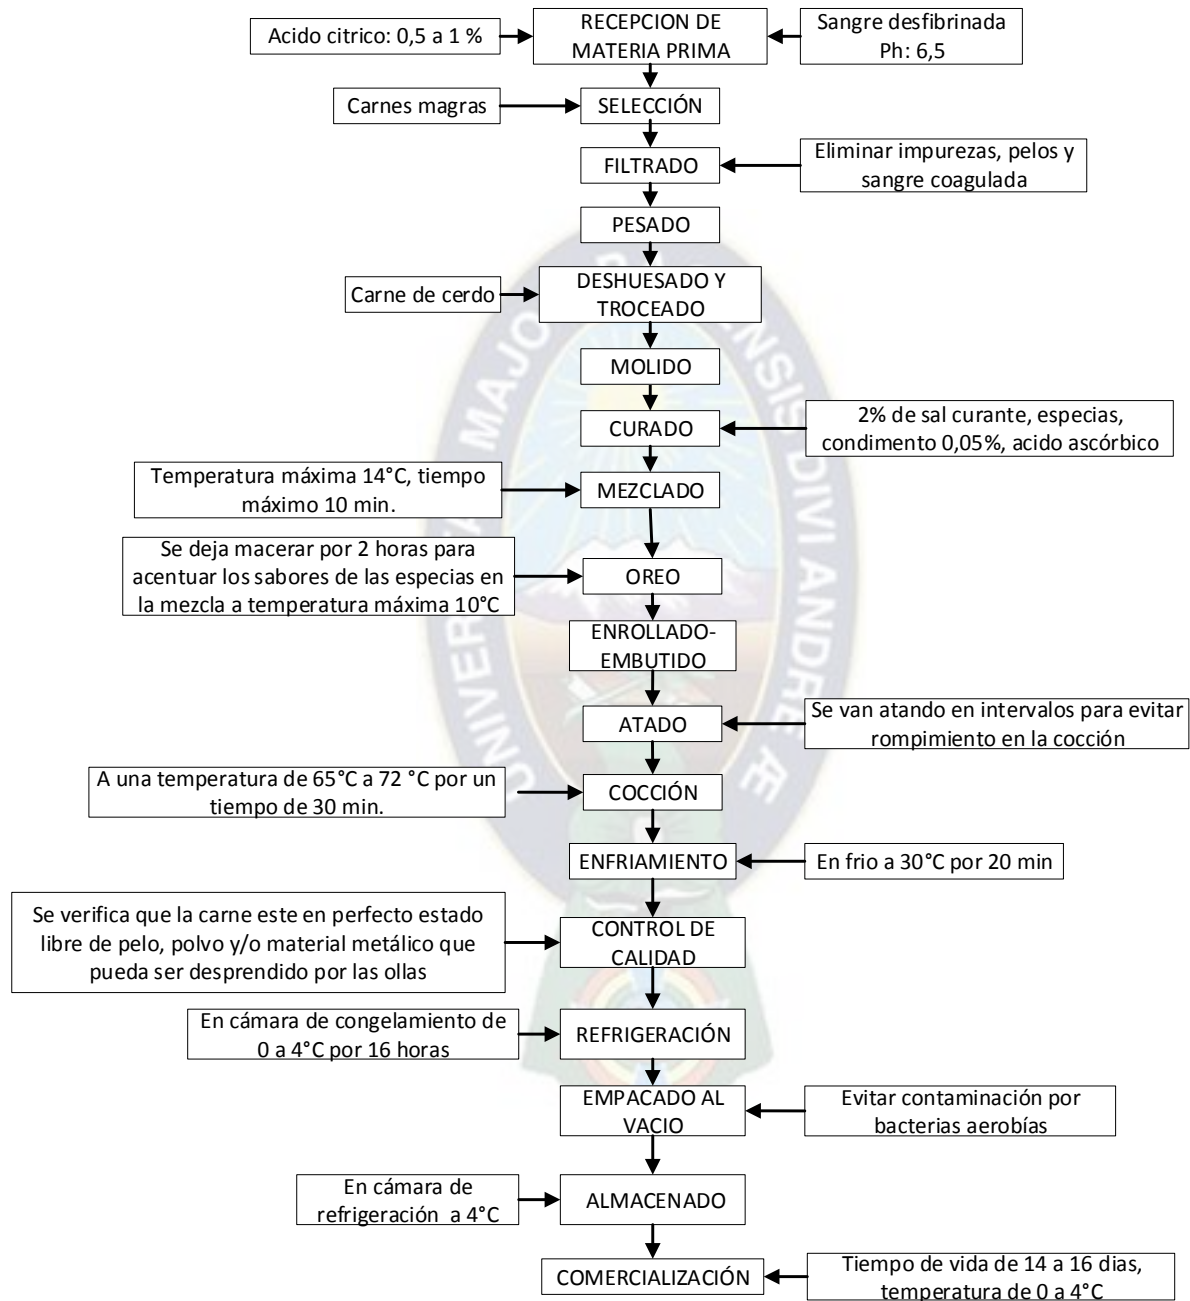 Acido citrico: 0,5 a 1 %
RECEPCION DE
MATERIA PRIMA
Sangre desfibrinada
Ph: 6,5
Carnes magras
SELECCIÓN
FILTRADO
Eliminar impurezas, pelos y
sangre coagulada
PESADO
Carne de cerdo
DESHUESADO Y
TROCEADO
MOLIDO
CURADO
2% de sal curante, especias,
condimento 0,05%, acido ascórbico
Temperatura máxima 14°C, tiempo
máximo 10 min.
MEZCLADO
Se deja macerar por 2 horas para
acentuar los sabores de las especias en
la mezcla a temperatura máxima 10°C
OREO
ENROLLADO-
EMBUTIDO
ATADO
Se van atando en intervalos para evitar
rompimiento en la cocción
A una temperatura de 65°C a 72 °C por un
tiempo de 30 min.
COCCIÓN
ENFRIAMIENTO
En frio a 30°C por 20 min
Se verifica que la carne este en perfecto estado
libre de pelo, polvo y/o material metálico que
pueda ser desprendido por las ollas
CONTROL DE
CALIDAD
En cámara de congelamiento de
0 a 4°C por 16 horas
REFRIGERACIÓN
EMPACADO AL
VACIO
Evitar contaminación por
bacterias aerobías
En cámara de
refrigeración  a 4°C
ALMACENADO
COMERCIALIZACIÓN
Tiempo de vida de 14 a 16 dias,
temperatura de 0 a 4°C